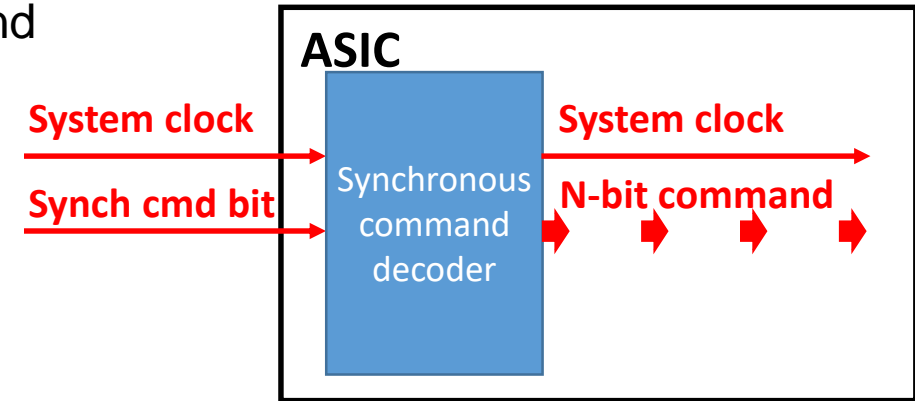 nd
ASIC
System clock
Synch cmd bit
Synchronous
command
decoder
System clock
N-bit command